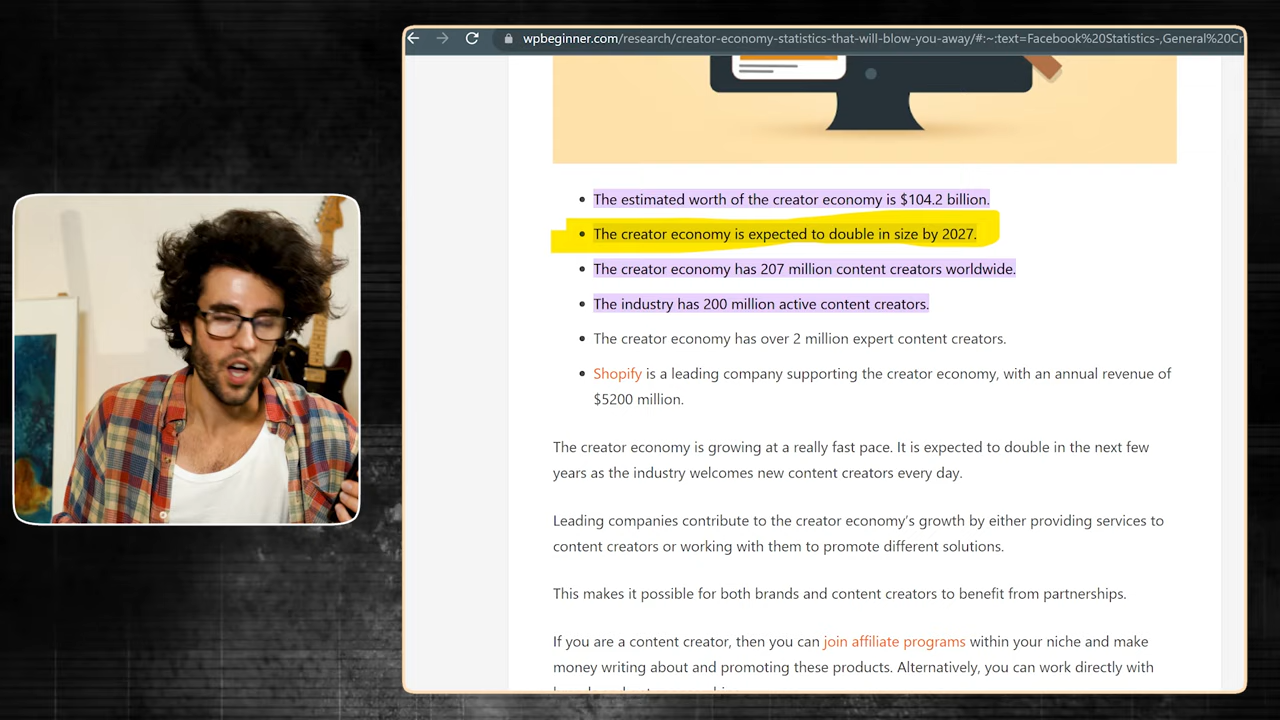 wpbeginner.com/research/creator-economy-statistics-that-will-blow-you-away/#:~:text=Facebook%20Statistics-,General%20Cr
The estimated worth of the creator economy is $104.2 billion.
The creator economy is expected to double in size by 2027.
The creator economy has 207 million content creators worldwide.
The industry has 200 million active content creators.
The creator economy has over 2 million expert content creators.
Shopify is a leading company supporting the creator economy, with an annual revenue of
$5200 million.
The creator economy is growing at a really fast pace. It is expected to double in the next few
years as the industry welcomes new content creators every day.
Leading companies contribute to the creator economy’s growth by either providing services to
content creators or working with them to promote different solutions.
This makes it possible for both brands and content creators to benefit from partnerships.
If you are a content creator, then you can join affiliate programs within your niche and make
money writing about and promoting these products. Alternatively, you can work directly with